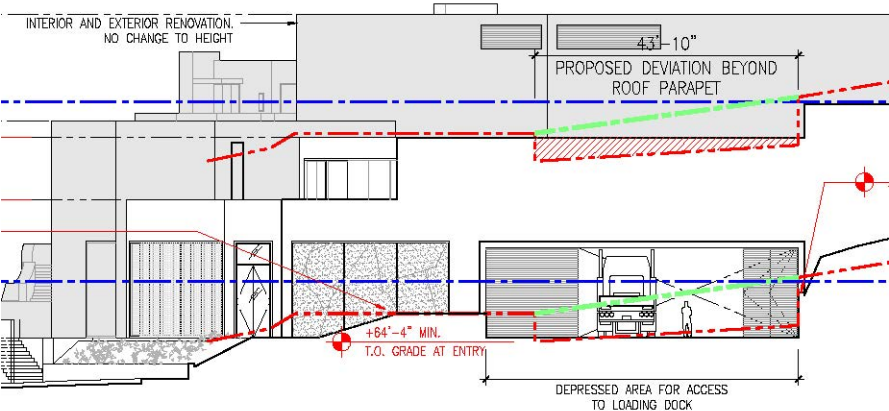 INTERIOR AND EXTERIOR RENOVATION.
NO CHANGE TO HEIGHT
43'-10"
PROPOSED DEVIATION BEYOND
ROOF PARAPET
+64'-4" MIN.
T.O. GRADE AT ENTRY
DEPRESSED AREA FOR ACCESS
TO LOADING DOCK